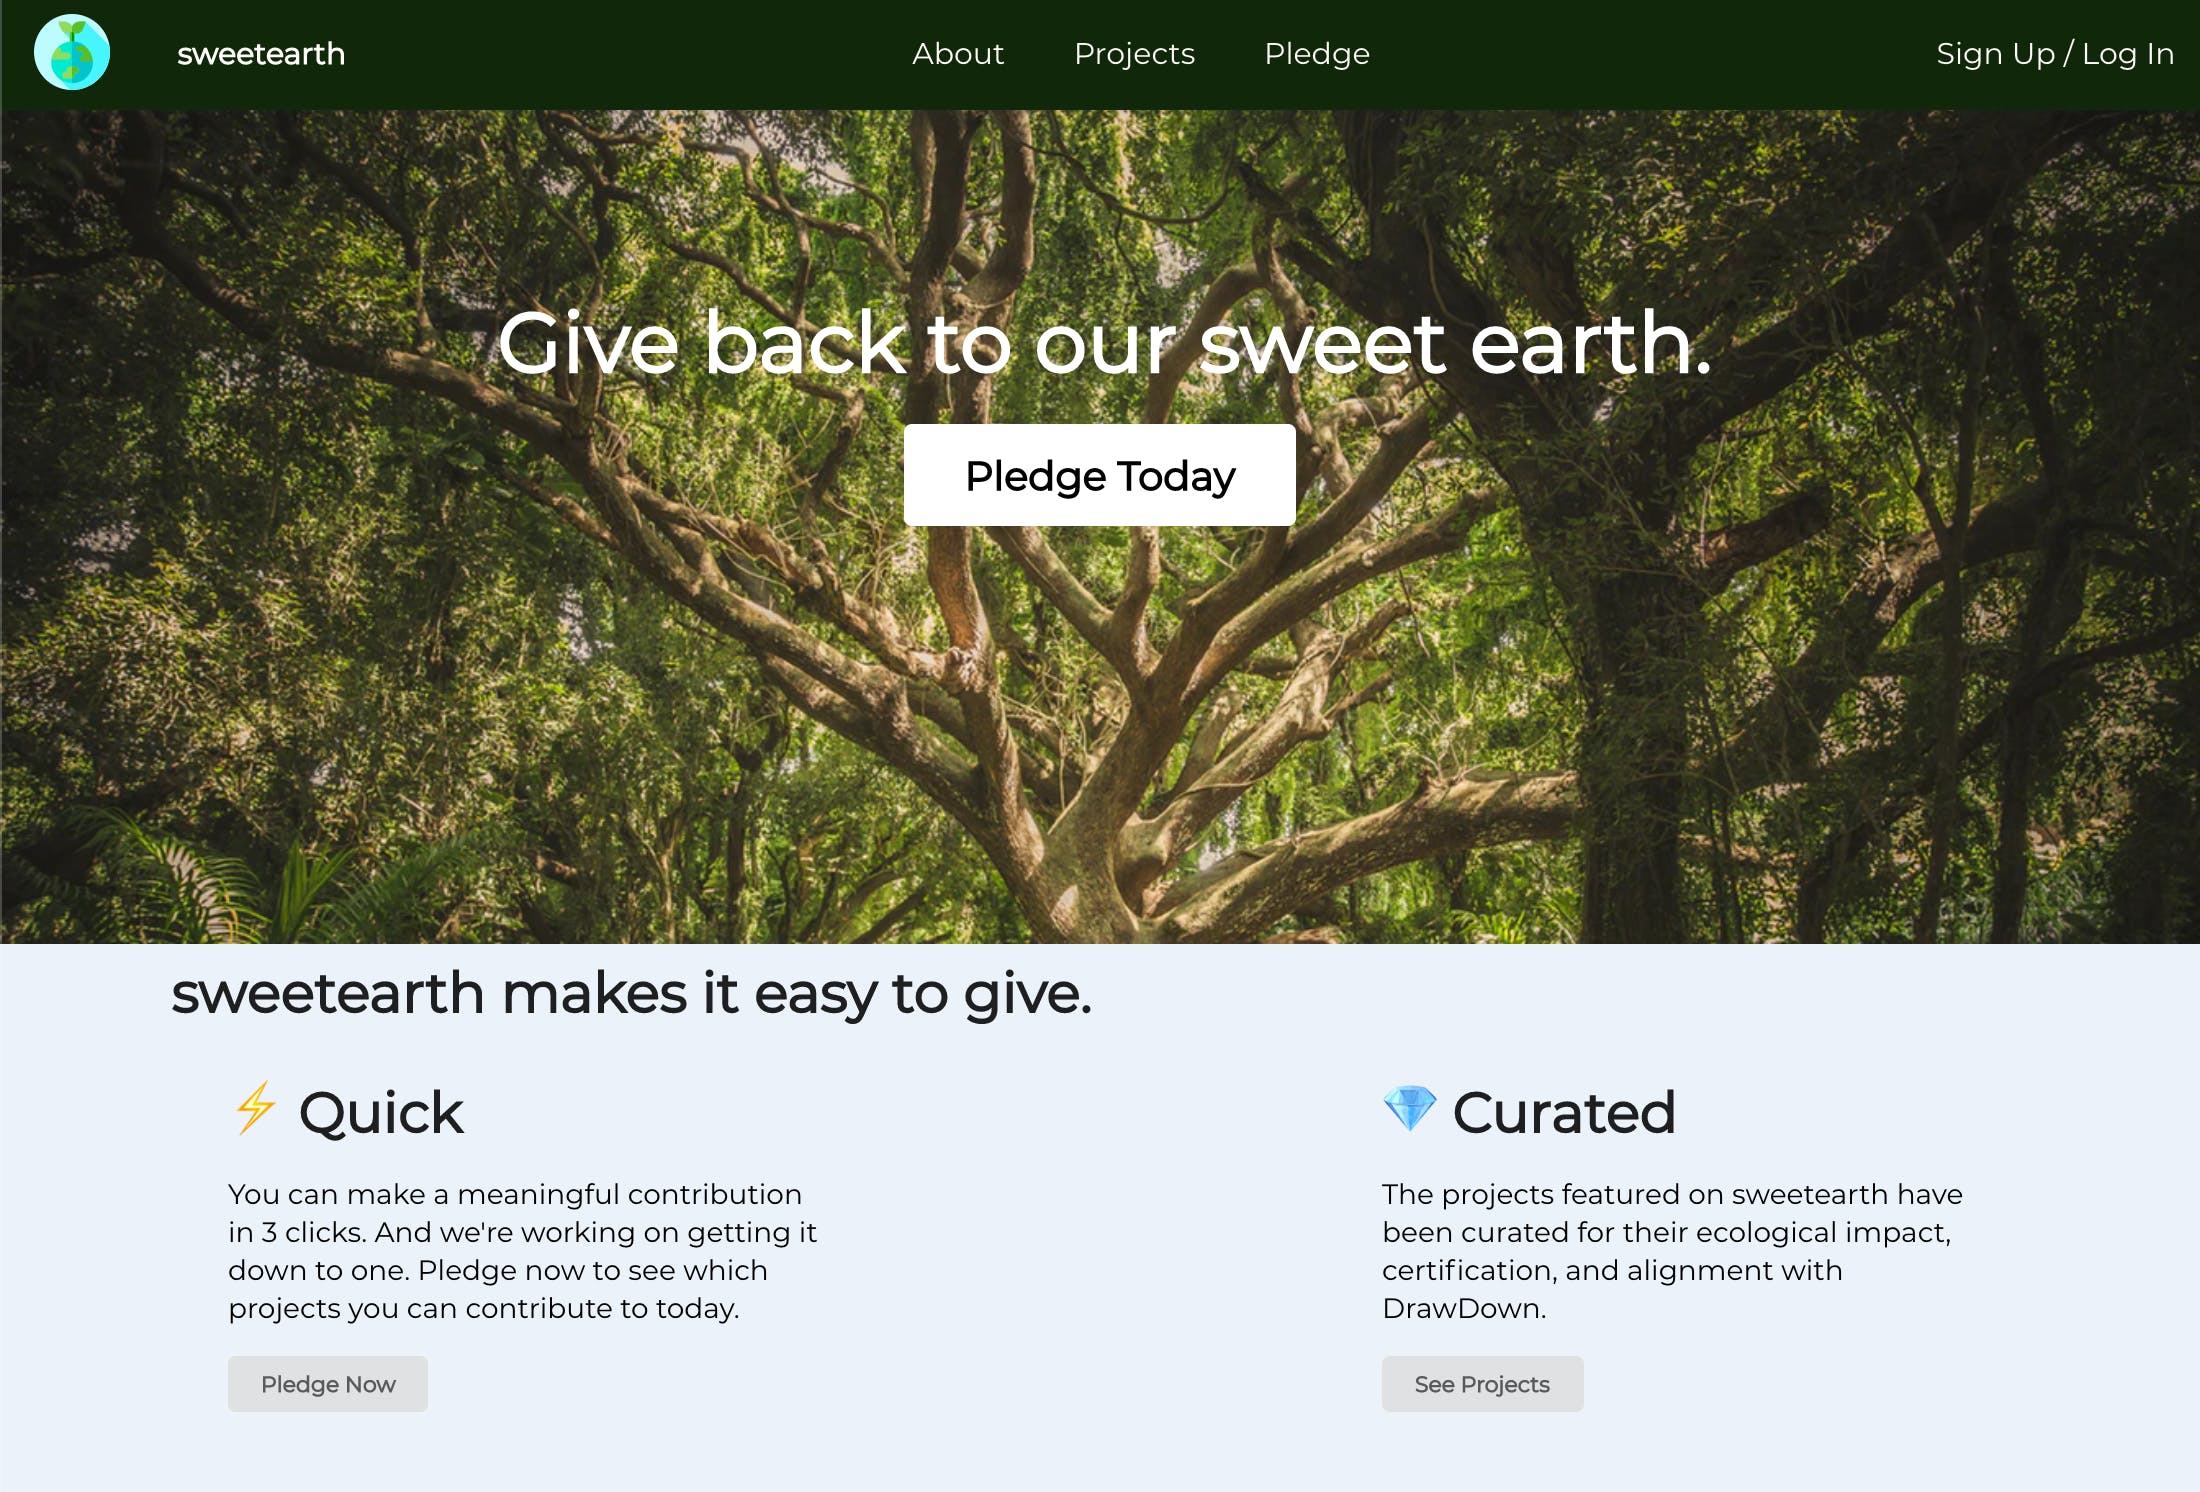 sweetearth
About Projects Pledge
Sign Up / Log In
Give back to our sweet earth.
Pledge Today
sweetearth makes it easy to give.
⚡ Quick
You can make a meaningful contribution
in 3 clicks. And we're working on getting it
down to one. Pledge now to see which
projects you can contribute to today.
Pledge Now
💎 Curated
The projects featured on sweetearth have
been curated for their ecological impact,
certification, and alignment with
DrawDown.
See Projects